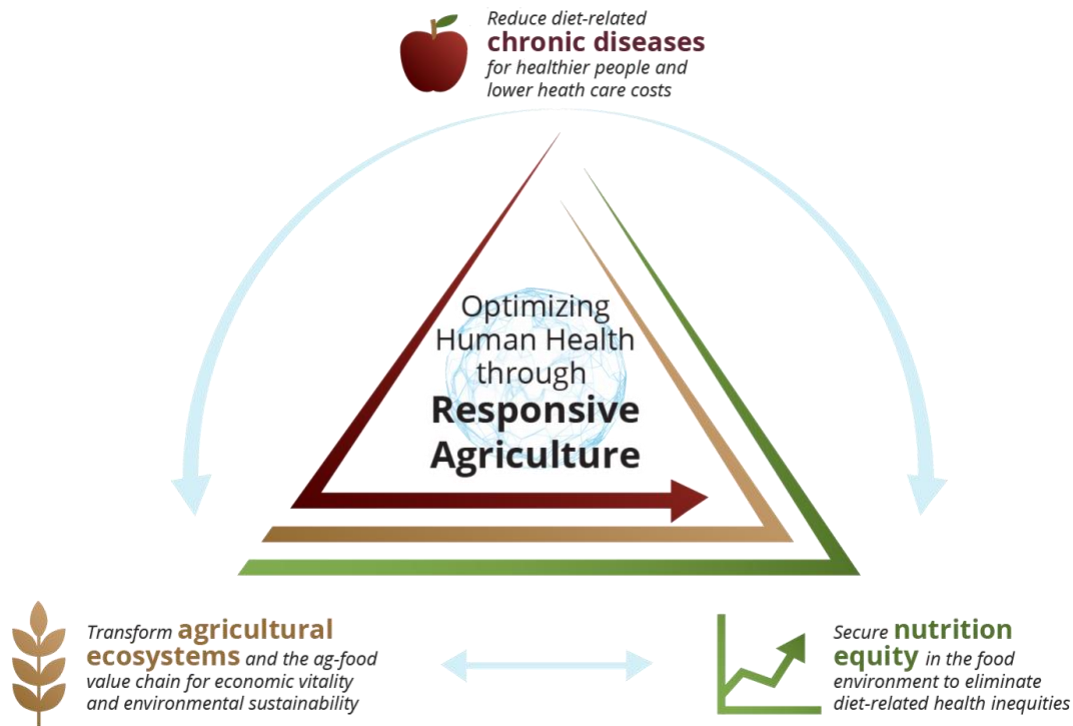 Reduce diet-related
chronic diseases
for healthier people and
lower heath care costs
Optimizing
Human Health
through
Responsive
Agriculture
Transform agricultural
ecosystems and the ag-food
value chain for economic vitality
and environmental sustainability
Secure nutrition
equity in the food
environment to eliminate
diet-related health inequities